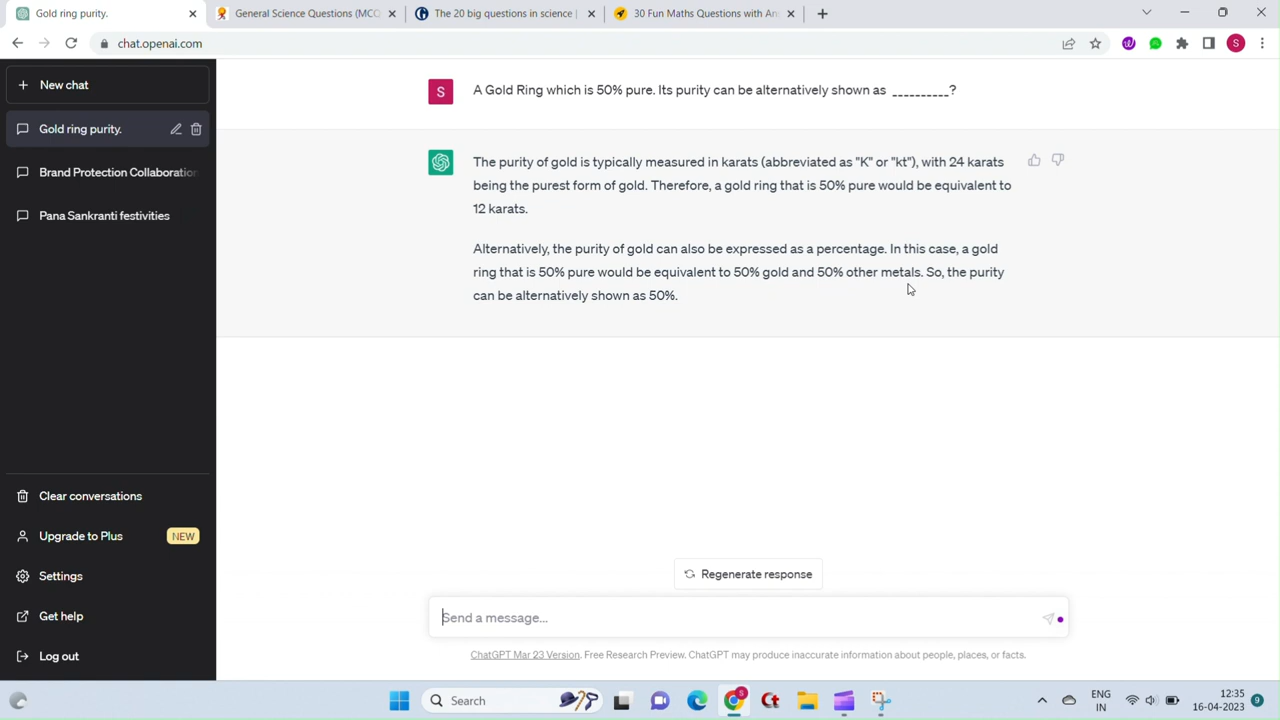 Gold ring purity.
General Science Questions (MCQ
The 20 big questions in science |
30 Fun Maths Questions with An
chat.openai.com
S
New chat
Gold ring purity.
Brand Protection Collaboration
Pana Sankranti festivities
S
A Gold Ring which is 50% pure. Its purity can be alternatively shown as __________?
The purity of gold is typically measured in karats (abbreviated as "K" or "kt"), with 24 karats
being the purest form of gold. Therefore, a gold ring that is 50% pure would be equivalent to
12 karats.
Alternatively, the purity of gold can also be expressed as a percentage. In this case, a gold
ring that is 50% pure would be equivalent to 50% gold and 50% other metals. So, the purity
can be alternatively shown as 50%.
Clear conversations
Upgrade to Plus NEW
Settings
Get help
Log out
Regenerate response
Send a message...
ChatGPT Mar 23 Version. Free Research Preview. ChatGPT may produce inaccurate information about people, places, or facts.
Search
ENG
IN
12:35
16-04-2023
9